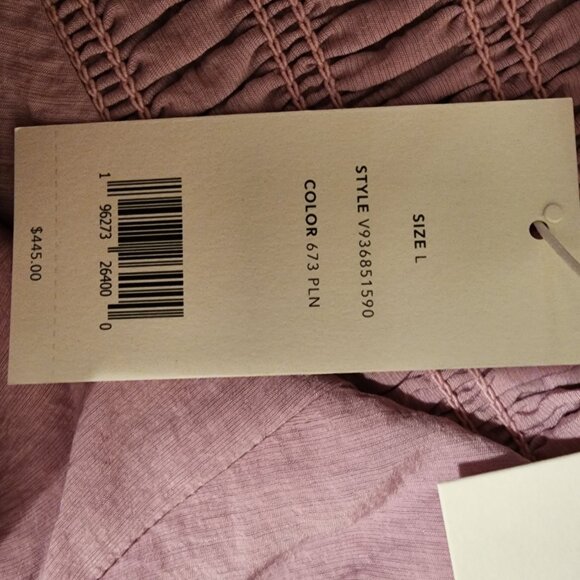 SIZE L
STYLE V936851590
COLOR 673 PLN
1 96273 26400 0
$445.00